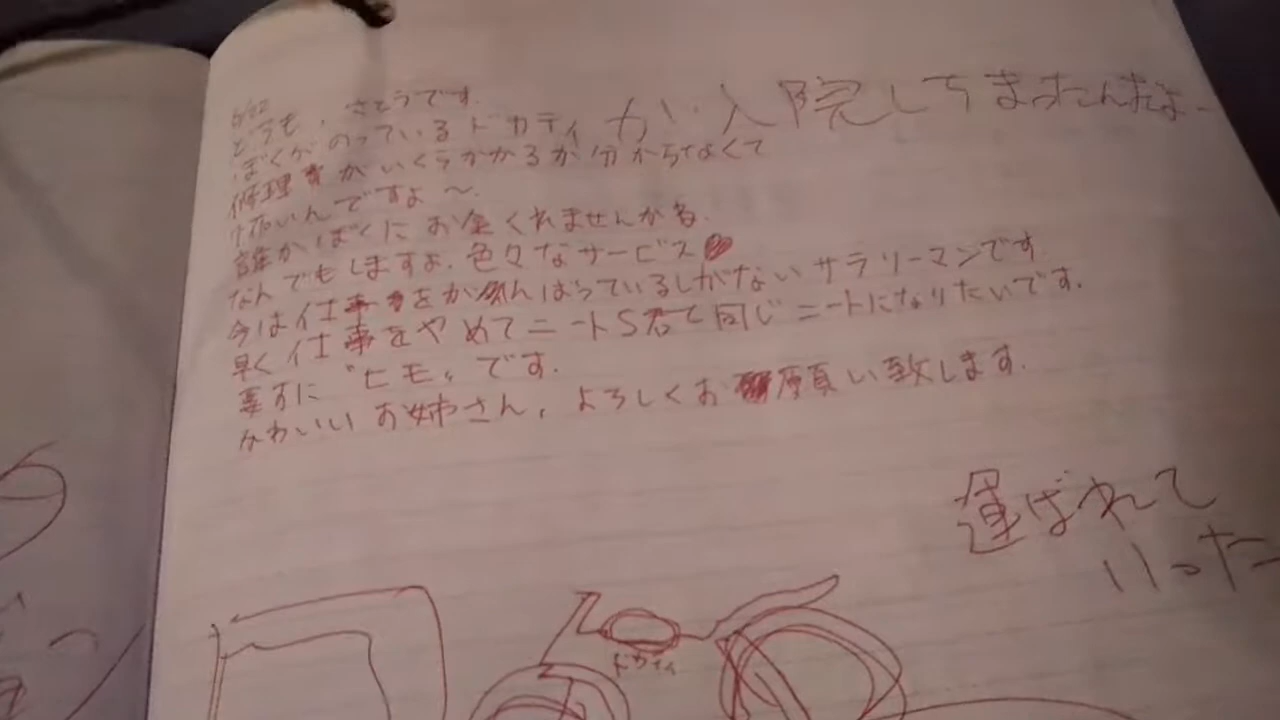 6/22
どうも、さとうです。
ぼくがのっているドカティが入院しちまったんだよー
修理費がいくらかかるか分からなくて
怖いんですよ〜。
誰かぼくにお金くれませんかね。
なんでもしますよ。色々なサービス
今は仕事をがんばっているしがないサラリーマンです。
早く仕事をやめてニートS君と同じニートになりたいです。
要するに"ヒモ"です。
かわいいお姉さん、よろしくお願い致します。
運ばれて
いった
ドカティ